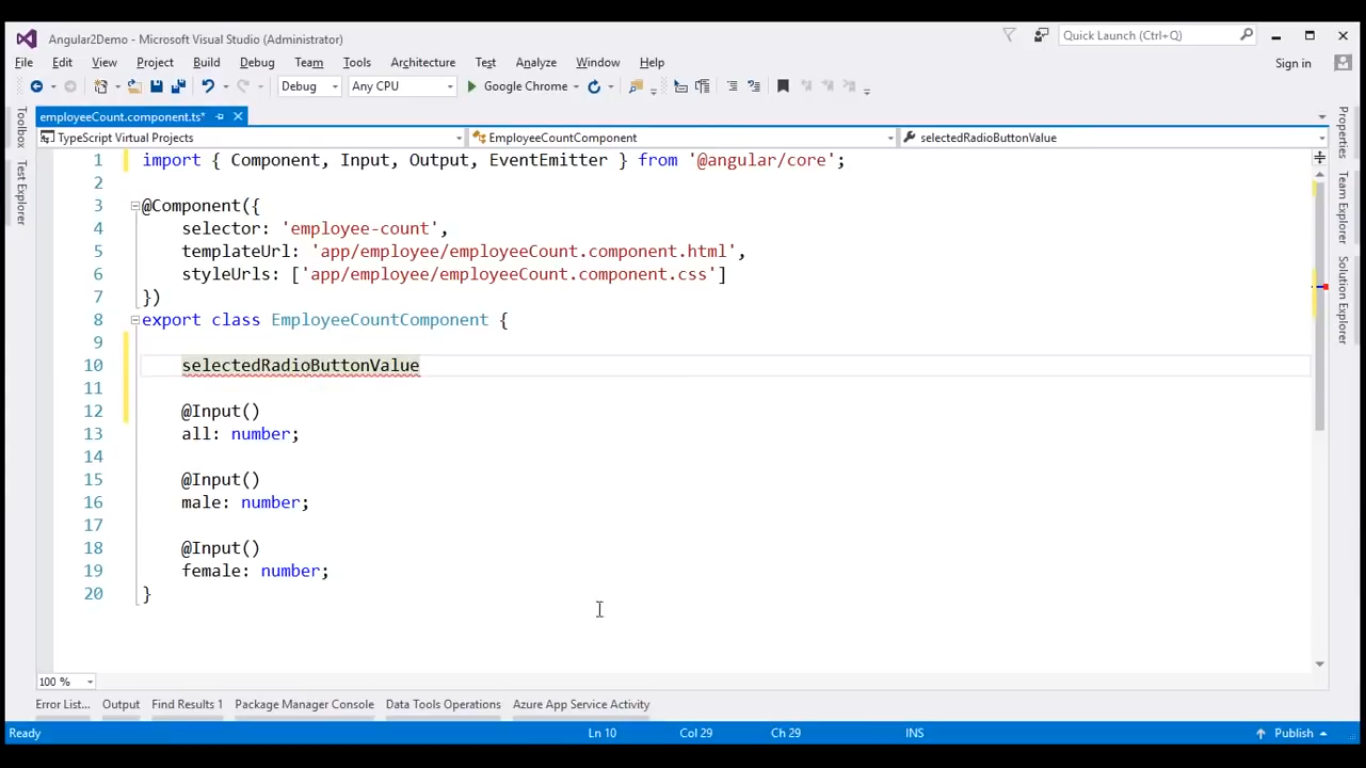 Angular2Demo - Microsoft Visual Studio (Administrator)
Quick Launch (Ctrl+Q)
File Edit View Project Build Debug Team Tools Architecture Test Analyze Window Help
Sign in
Debug Any CPU Google Chrome
employeeCount.component.ts*
TypeScript Virtual Projects EmployeeCountComponent selectedRadioButtonValue
Toolbox
Test Explorer
1 import { Component, Input, Output, EventEmitter } from '@angular/core';
2
3 @Component({
4 selector: 'employee-count',
5 templateUrl: 'app/employee/employeeCount.component.html',
6 styleUrls: ['app/employee/employeeCount.component.css']
7 })
8 export class EmployeeCountComponent {
9
10 selectedRadioButtonValue
11
12 @Input()
13 all: number;
14
15 @Input()
16 male: number;
17
18 @Input()
19 female: number;
20 }
Properties
Team Explorer
Solution Explorer
100 %
Error List... Output Find Results 1 Package Manager Console Data Tools Operations Azure App Service Activity
Ready Ln 10 Col 29 Ch 29 INS Publish